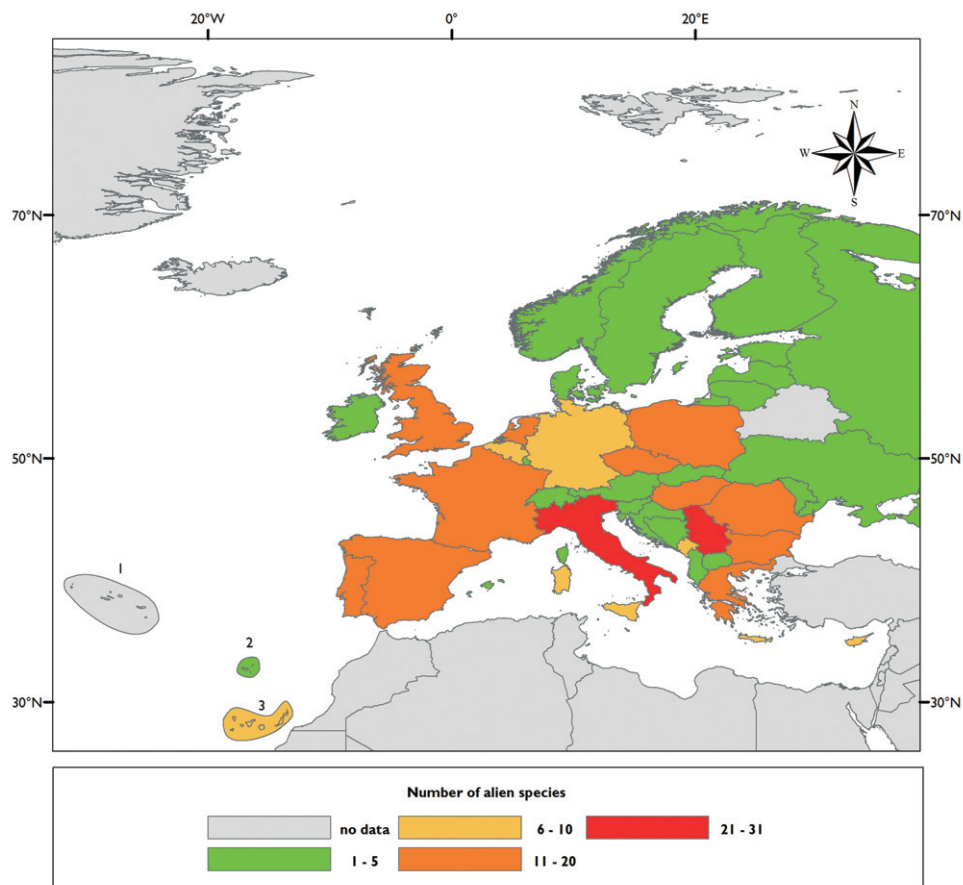 20°W 0° 20°E
N
W E
S
70°N 70°N
50°N 50°N
1
2
3
30°N 30°N
Number of alien species
no data 6 - 10 21 - 31
1 - 5 11 - 20